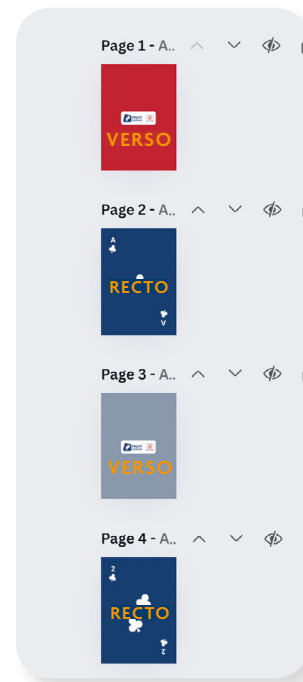 Page 1 - A..
VERSO
Page 2 - A..
A
RECTO
A
Page 3 - A..
VERSO
Page 4 - A..
2
RECTO
2